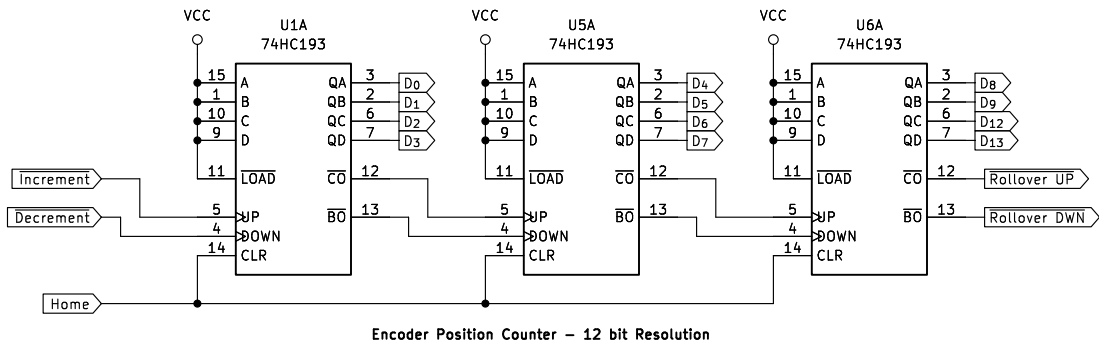 VCC VCC VCC
U1A U5A U6A
74HC193 74HC193 74HC193
15 A QA 3 D0 15 A QA 3 D4 15 A QA 3 D8
1 B QB 2 D1 1 B QB 2 D5 1 B QB 2 D9
10 C QC 6 D2 10 C QC 6 D6 10 C QC 6 D12
9 D QD 7 D3 9 D QD 7 D7 9 D QD 7 D13
Increment 11 LOAD CO 12 11 LOAD CO 12 11 LOAD CO 12 Rollover UP
Decrement 5 UP BO 13 5 UP BO 13 5 UP BO 13 Rollover DWN
4 DOWN 4 DOWN 4 DOWN
14 CLR 14 CLR 14 CLR
Home
Encoder Position Counter – 12 bit Resolution